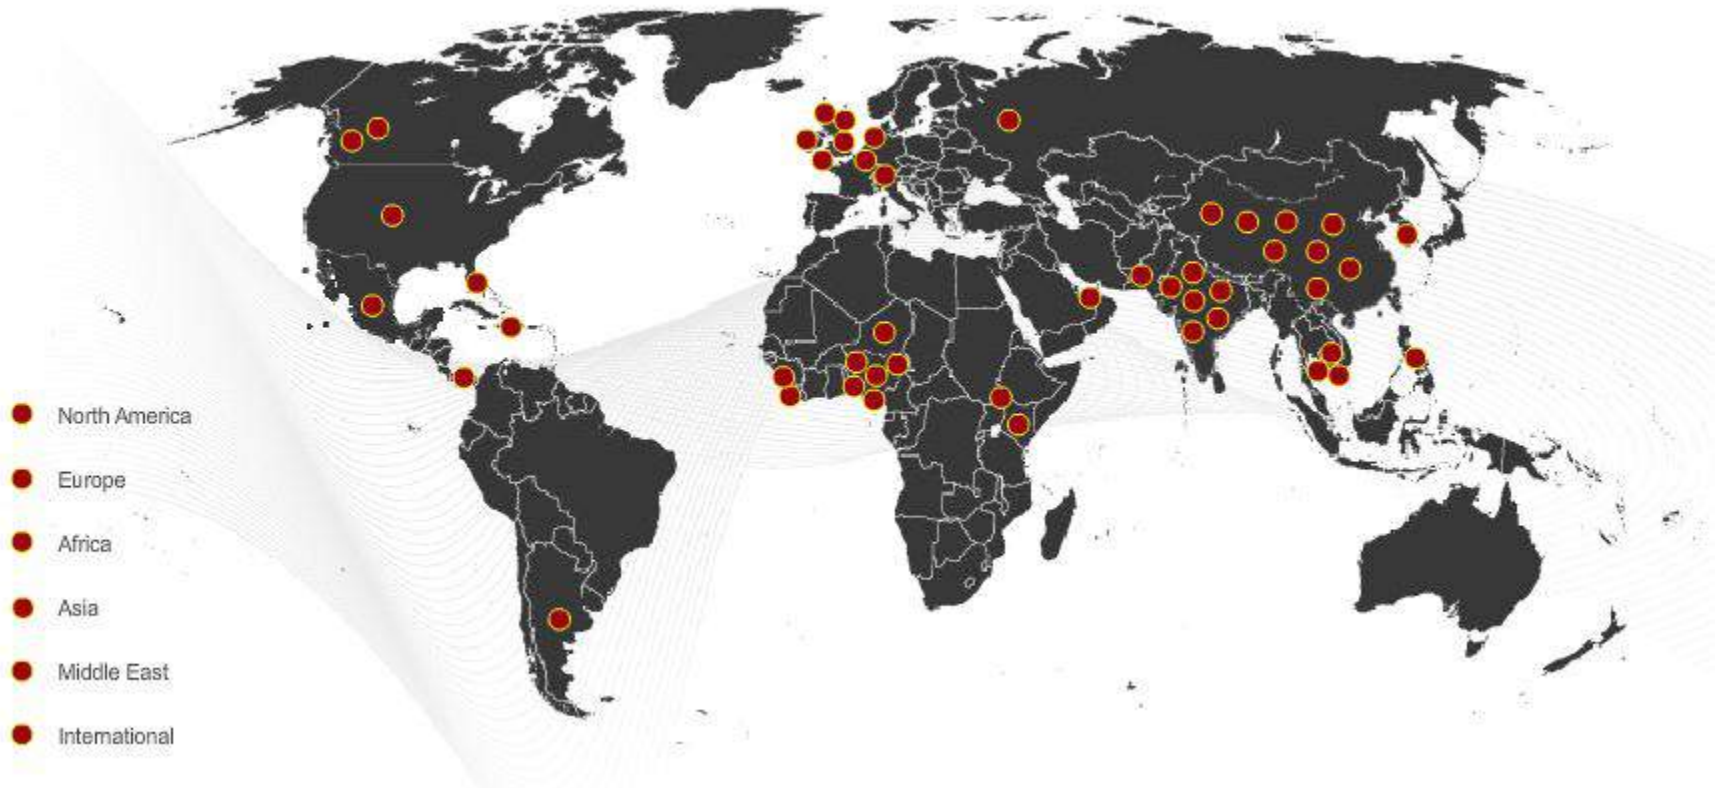 North America
Europe
Africa
Asia
Middle East
International